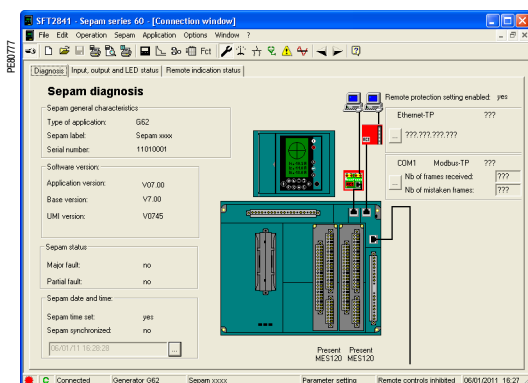 PE80777
SFT2841 - Sepam series 60 - [Connection window]
File Edit Operation Sepam Application Options Window ?
Fct
Diagnosis Input, output and LED status Remote indication status
Sepam diagnosis
Sepam general characteristics
Type of application: G62
Sepam label: Sepam xxxx
Serial number: 11010001
Software version:
Application version: V07.00
Base version: V7.00
UMI version: V0745
Sepam status
Major fault: no
Partial fault: no
Sepam date and time:
Sepam time set: yes
Sepam synchronized: no
06/01/11 16:28:28 ...
Remote protection setting enabled: yes
Ethernet-TP ???
... ???.???.???.???
COM1 Modbus-TP ???
Nb of frames received: ???
...
Nb of mistaken frames: ???
Present Present
MES120 MES120
Connected Generator G62 Sepam xxxx Parameter setting Remote controls inhibited 06/01/2011 16:27